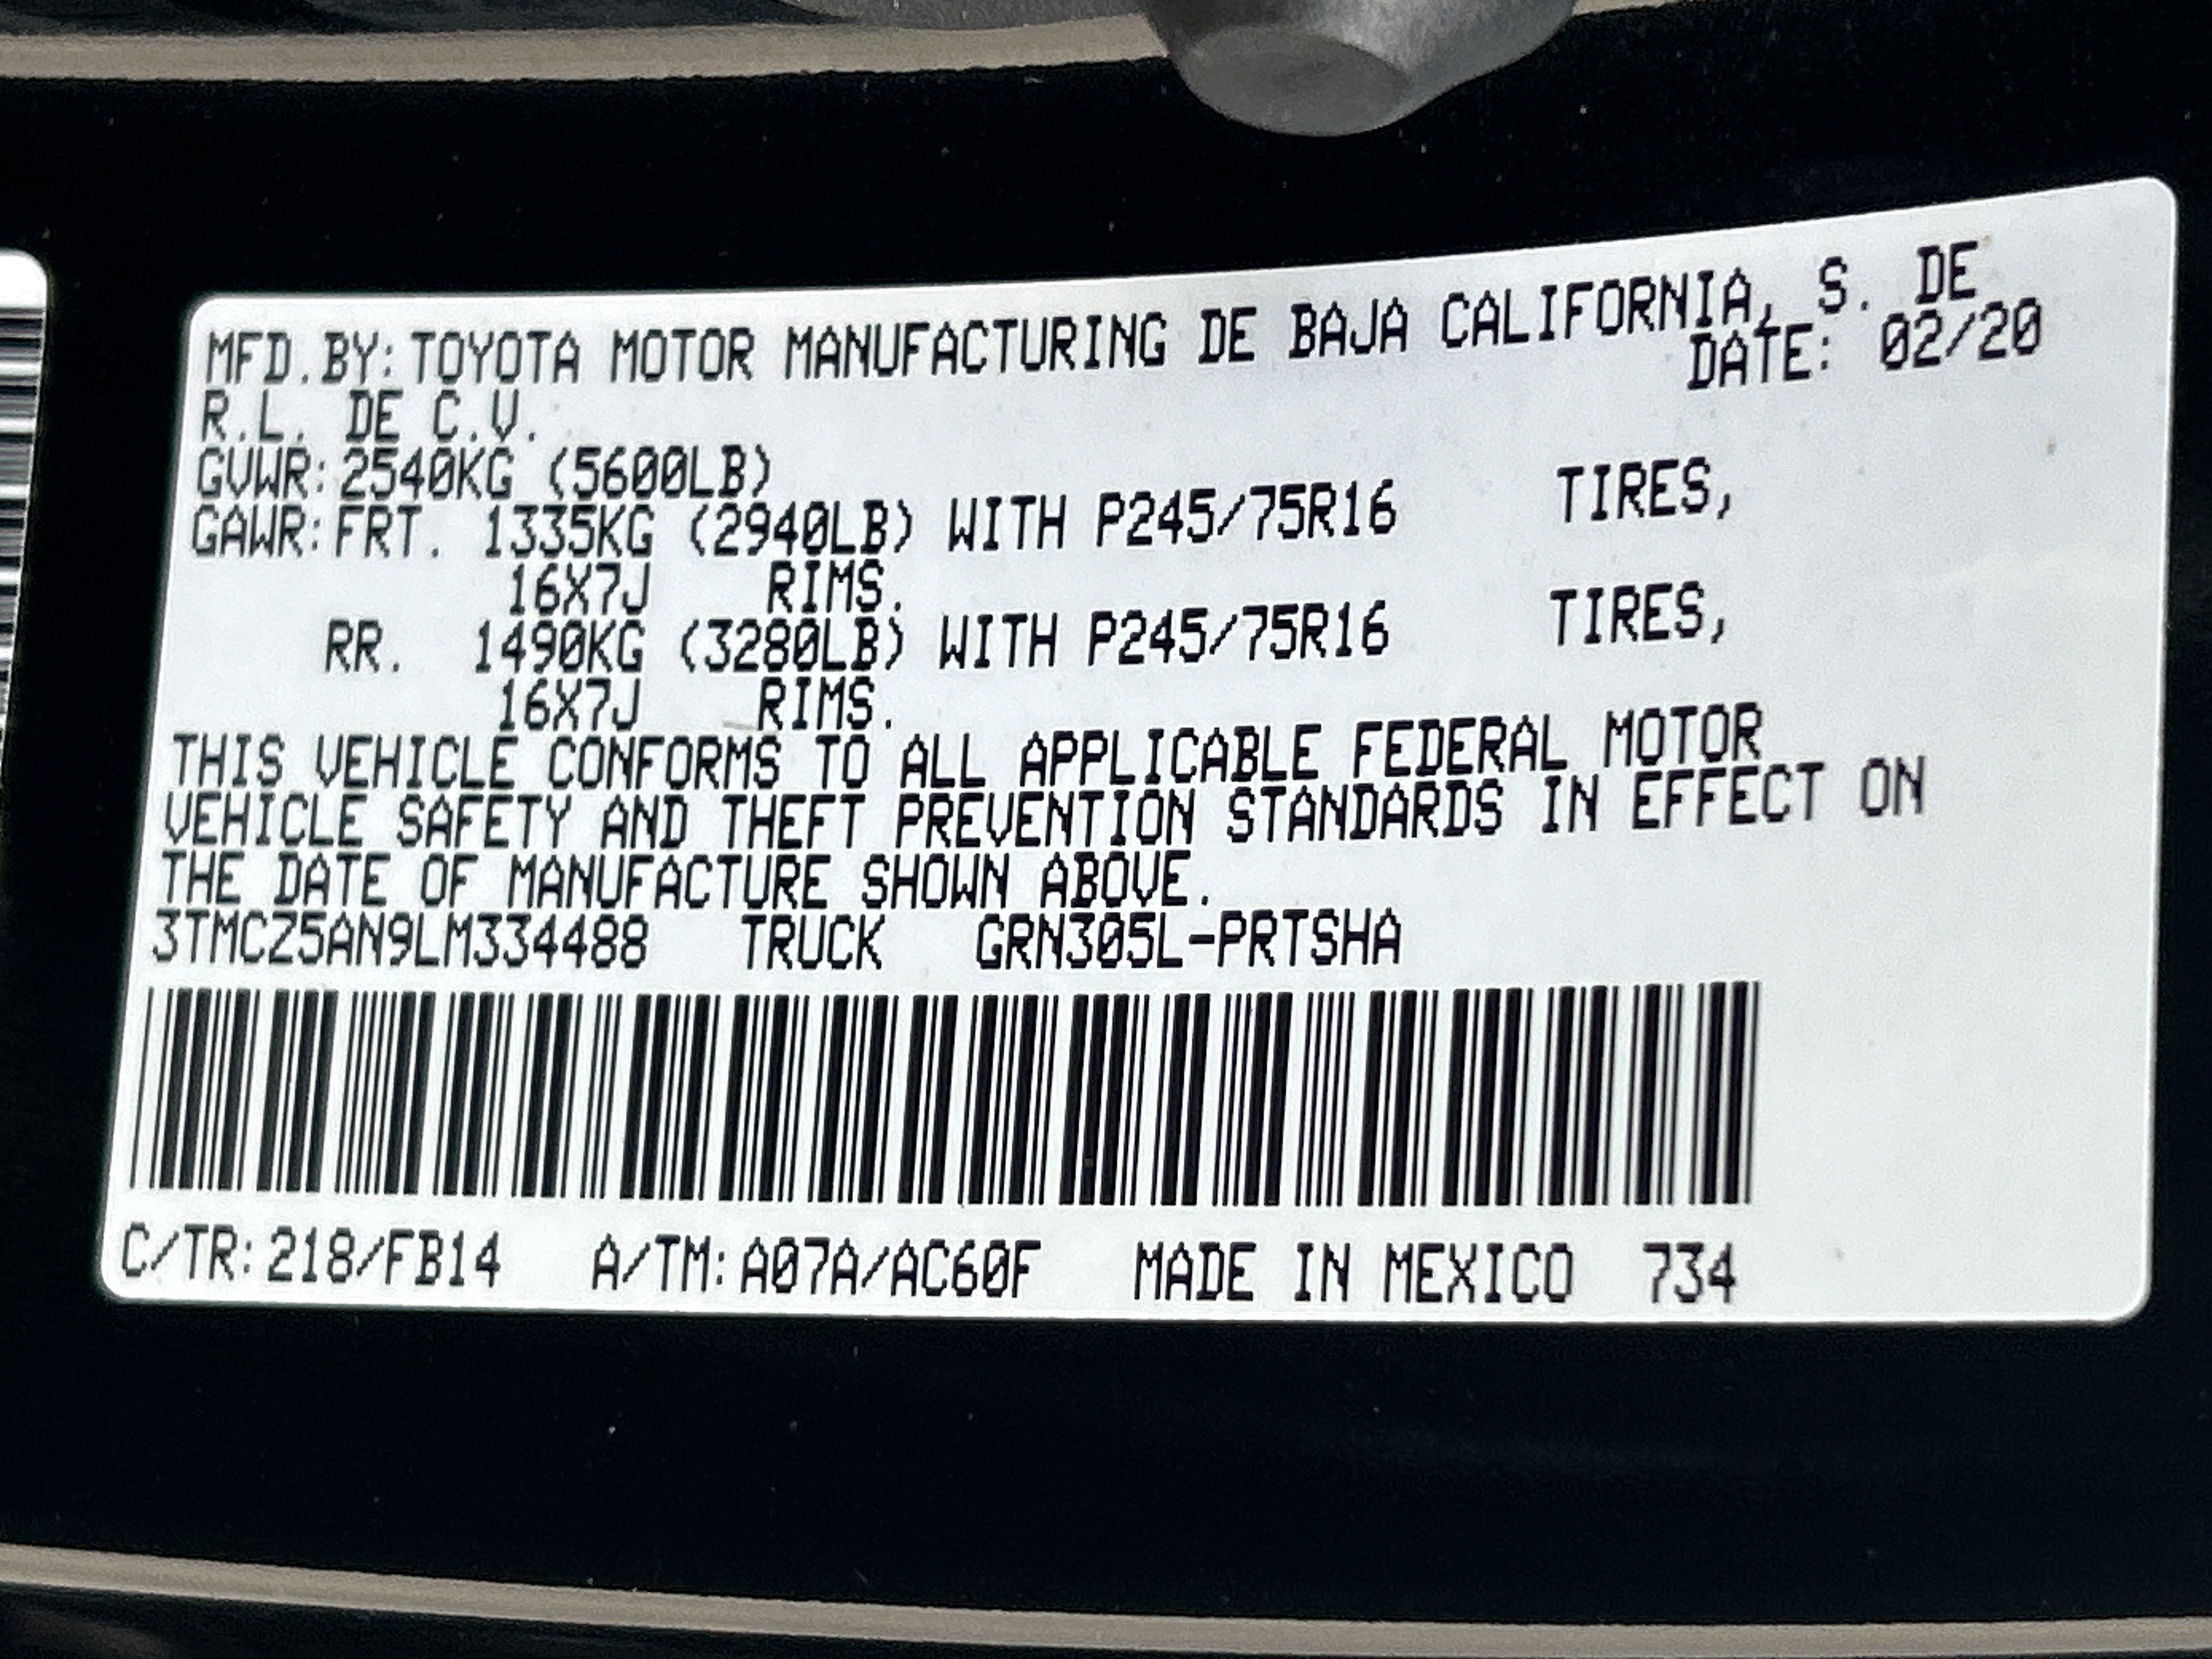 MFD.BY:TOYOTA MOTOR MANUFACTURING DE BAJA CALIFORNIA, S. DE
R.L. DE C.V.
DATE: 02/20
GVWR:2540KG (5600LB)
GAWR:FRT. 1335KG (2940LB) WITH P245/75R16 TIRES,
16X7J RIMS.
RR. 1490KG (3280LB) WITH P245/75R16 TIRES,
16X7J RIMS.
THIS VEHICLE CONFORMS TO ALL APPLICABLE FEDERAL MOTOR
VEHICLE SAFETY AND THEFT PREVENTION STANDARDS IN EFFECT ON
THE DATE OF MANUFACTURE SHOWN ABOVE.
3TMCZ5AN9LM334488 TRUCK GRN305L-PRTSHA
C/TR:218/FB14 A/TM:A07A/AC60F MADE IN MEXICO 734